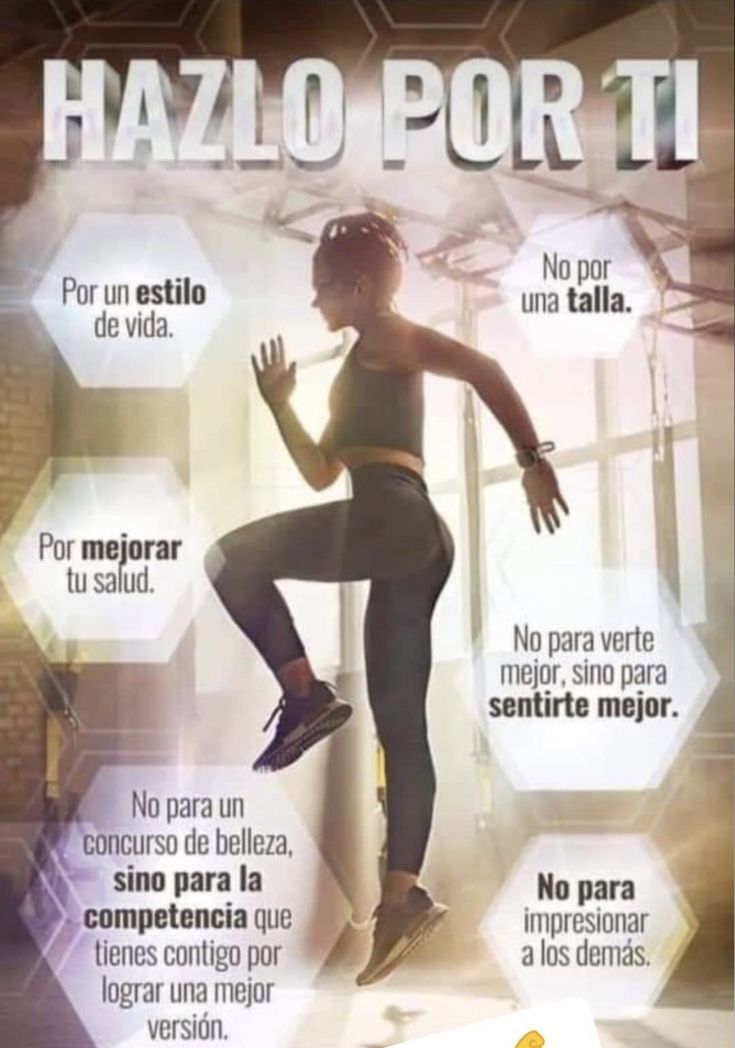 HAZLO POR TI
Por un estilo
de vida.
No por
una talla.
Por mejorar
tu salud.
No para verte
mejor, sino para
sentirte mejor.
No para un
concurso de belleza,
sino para la
competencia que
tienes contigo por
lograr una mejor
versión.
No para
impresionar
a los demás.